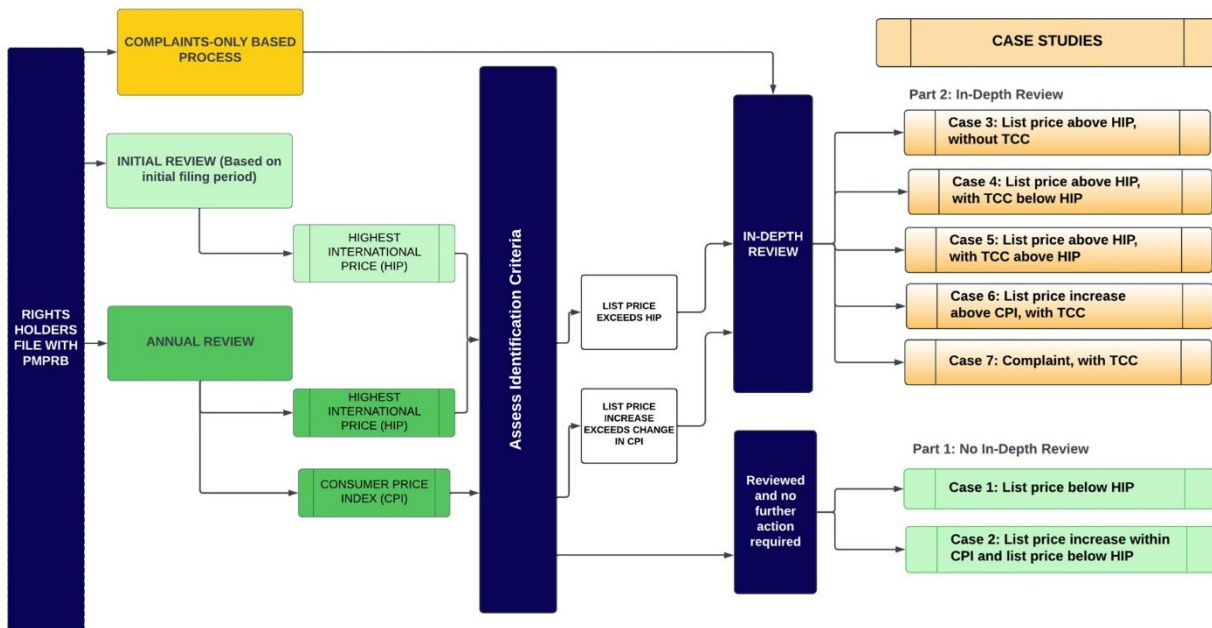 COMPLAINTS-ONLY BASED
PROCESS
CASE STUDIES
RIGHTS
HOLDERS
FILE WITH
PMPRB
INITIAL REVIEW (Based on
initial filing period)
HIGHEST
INTERNATIONAL
PRICE (HIP)
ANNUAL REVIEW
HIGHEST
INTERNATIONAL
PRICE (HIP)
CONSUMER PRICE
INDEX (CPI)
Assess Identification Criteria
LIST PRICE
EXCEEDS HIP
LIST PRICE
INCREASE
EXCEEDS CHANGE
IN CPI
IN-DEPTH
REVIEW
Reviewed
and no
further
action
required
Part 2: In-Depth Review
Case 3: List price above HIP,
without TCC
Case 4: List price above HIP,
with TCC below HIP
Case 5: List price above HIP,
with TCC above HIP
Case 6: List price increase
above CPI, with TCC
Case 7: Complaint, with TCC
Part 1: No In-Depth Review
Case 1: List price below HIP
Case 2: List price increase within
CPI and list price below HIP